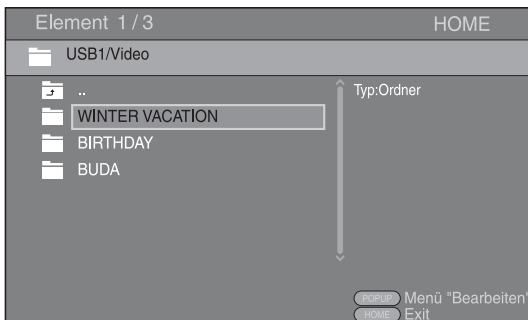 Element 1/3 HOME
USB1/Video
..
WINTER VACATION
BIRTHDAY
BUDA
Typ:Ordner
POPUP Menü "Bearbeiten"
HOME Exit